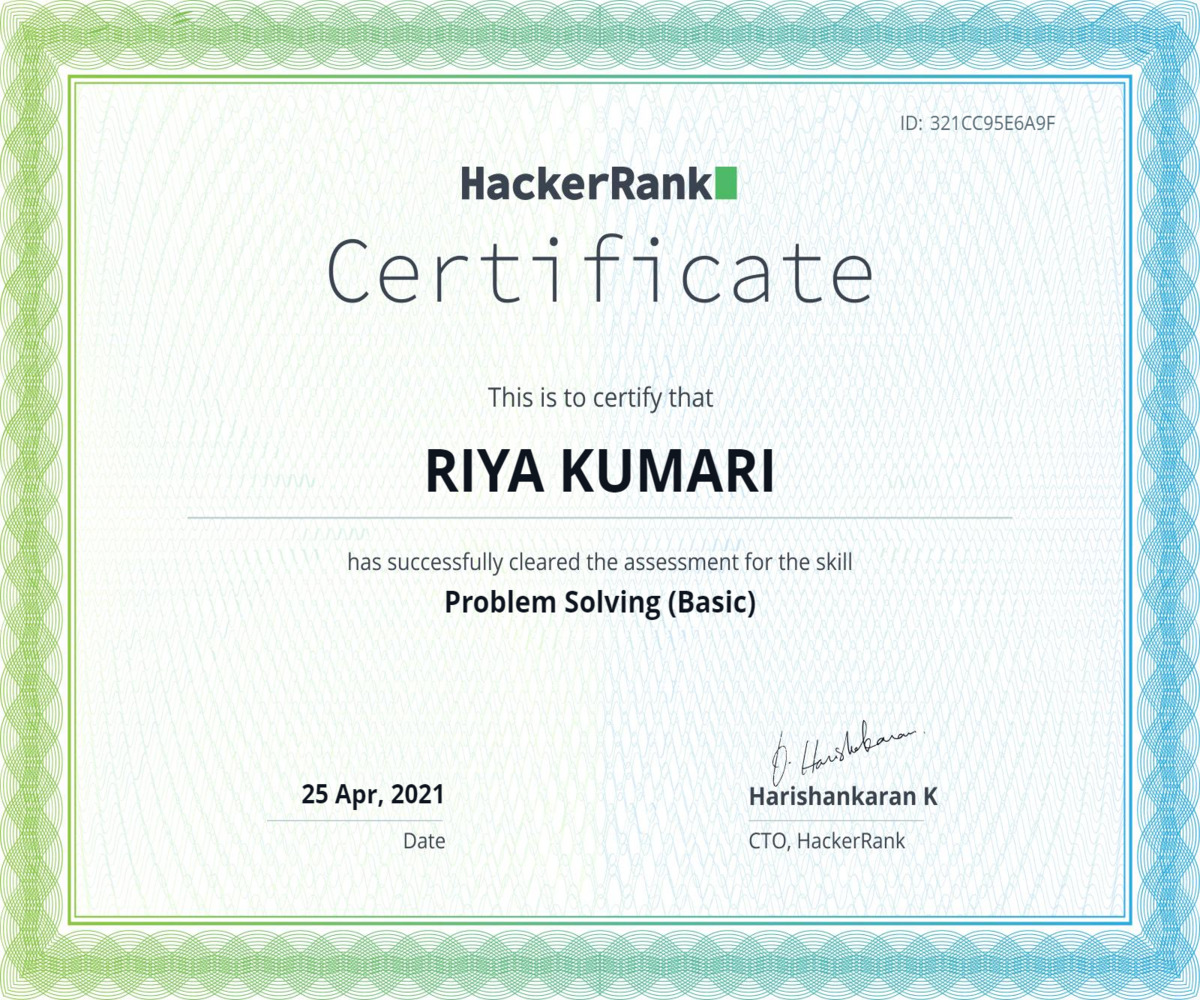 ID: 321CC95E6A9F
HackerRank
Certificate
This is to certify that
RIYA KUMARI
has successfully cleared the assessment for the skill
Problem Solving (Basic)
25 Apr, 2021
Date
Harishankaran K
CTO, HackerRank